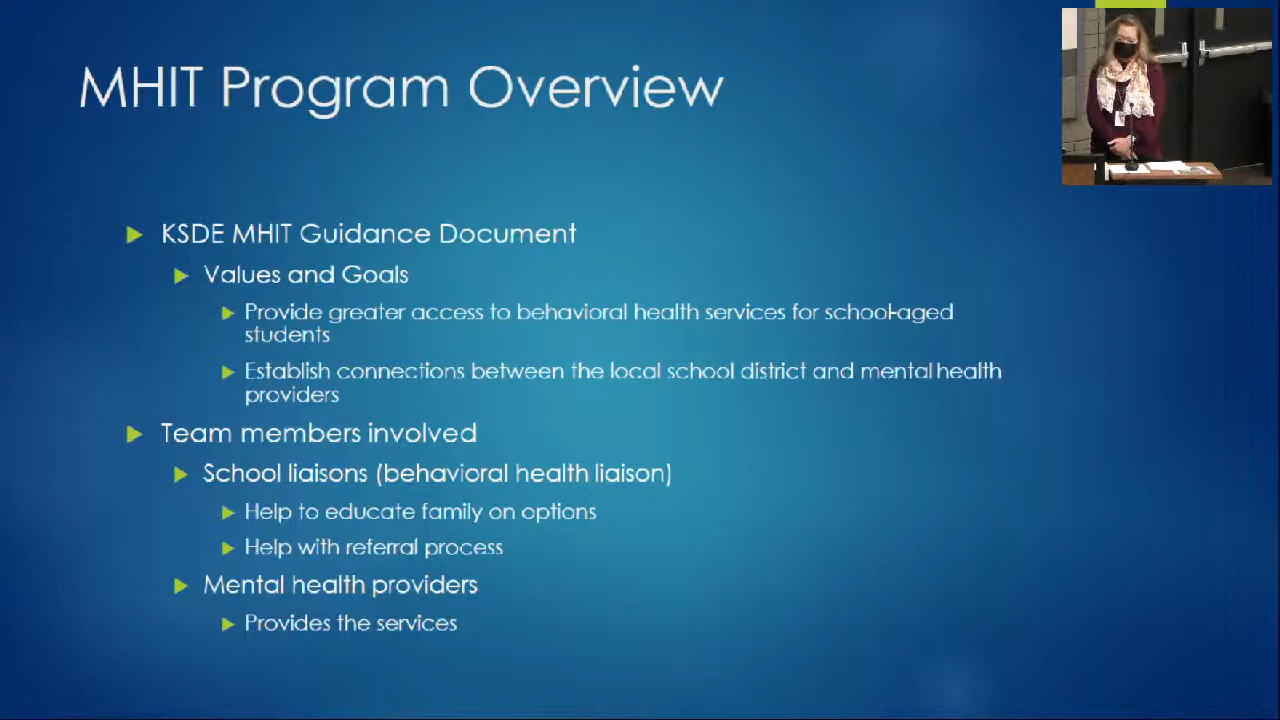 MHIT Program Overview
KSDE MHIT Guidance Document
Values and Goals
Provide greater access to behavioral health services for school-aged
students
Establish connections between the local school district and mental health
providers
Team members involved
School liaisons (behavioral health liaison)
Help to educate family on options
Help with referral process
Mental health providers
Provides the services